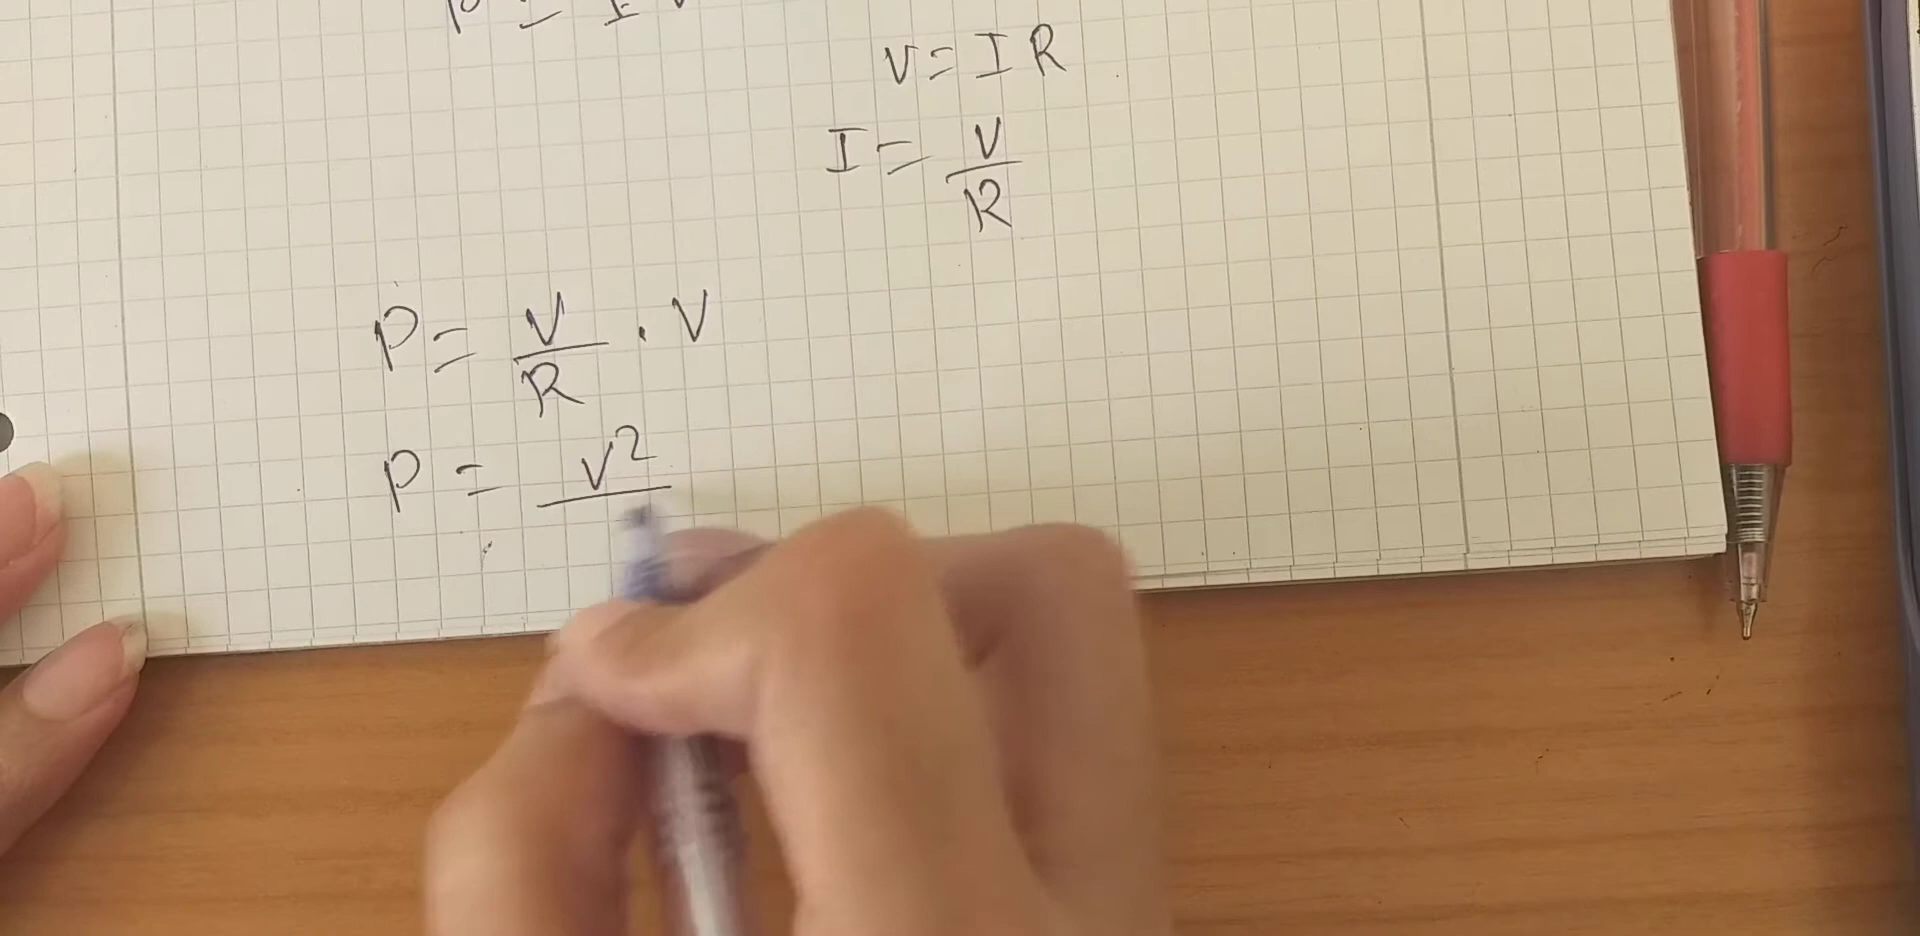 P = I V
V = I R
I = V/R
P = V/R · V
P = V²/